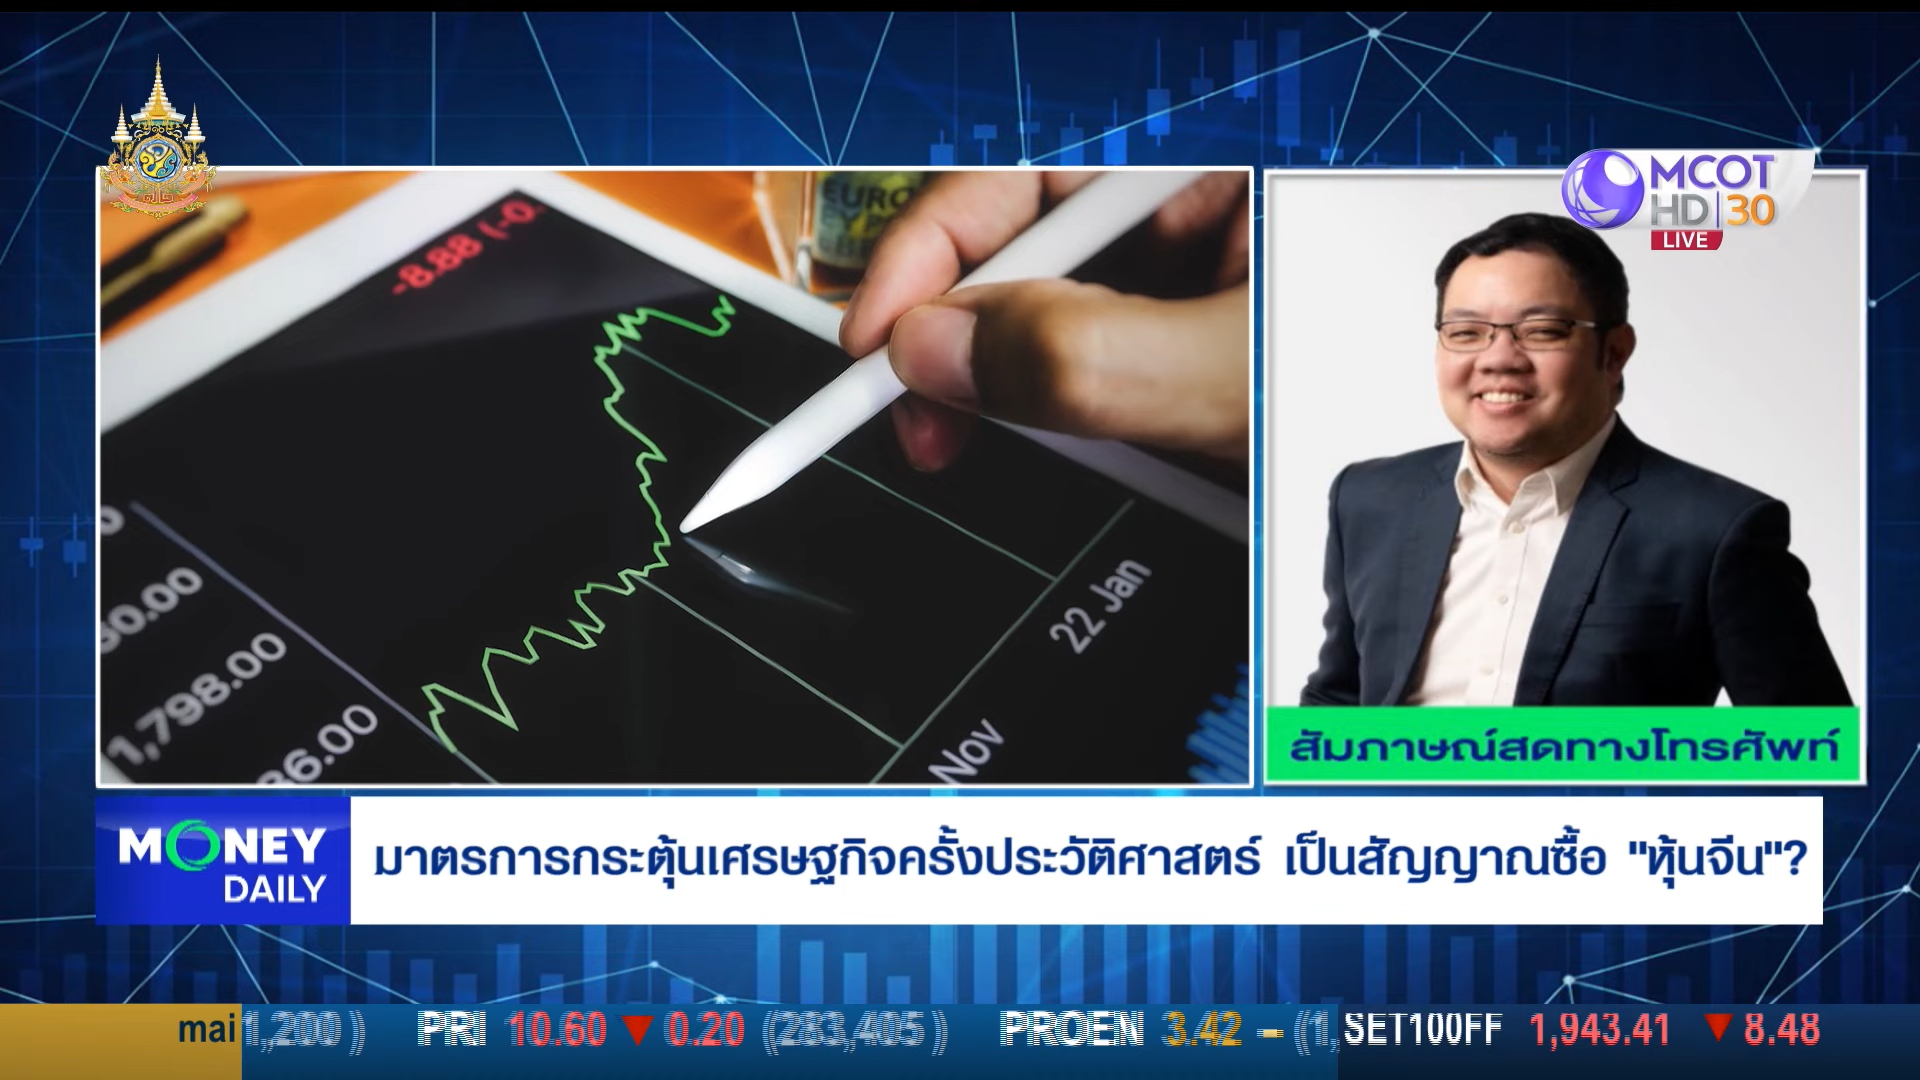 MCOT
HD 30
LIVE
-8.88 (-0.
EURO
22 Jan
Nov
1,798.00
86.00
สัมภาษณ์สดทางโทรศัพท์
MONEY
DAILY
มาตรการกระตุ้นเศรษฐกิจครั้งประวัติศาสตร์ เป็นสัญญาณซื้อ "หุ้นจีน"?
mai 1,200) PRI 10.60 ▼ 0.20 (283,405) PROEN 3.42 - (1, SET100FF 1,943.41 ▼ 8.48